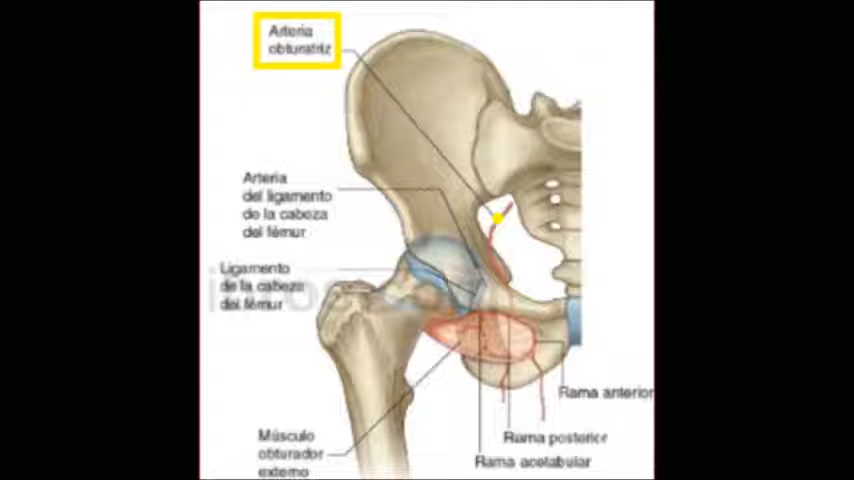 Arteria
obturatriz
Arteria
del ligamento
de la cabeza
del fémur
Ligamento
de la cabeza
del fémur
Rama anterior
Músculo
obturador
externo
Rama posterior
Rama acetabular